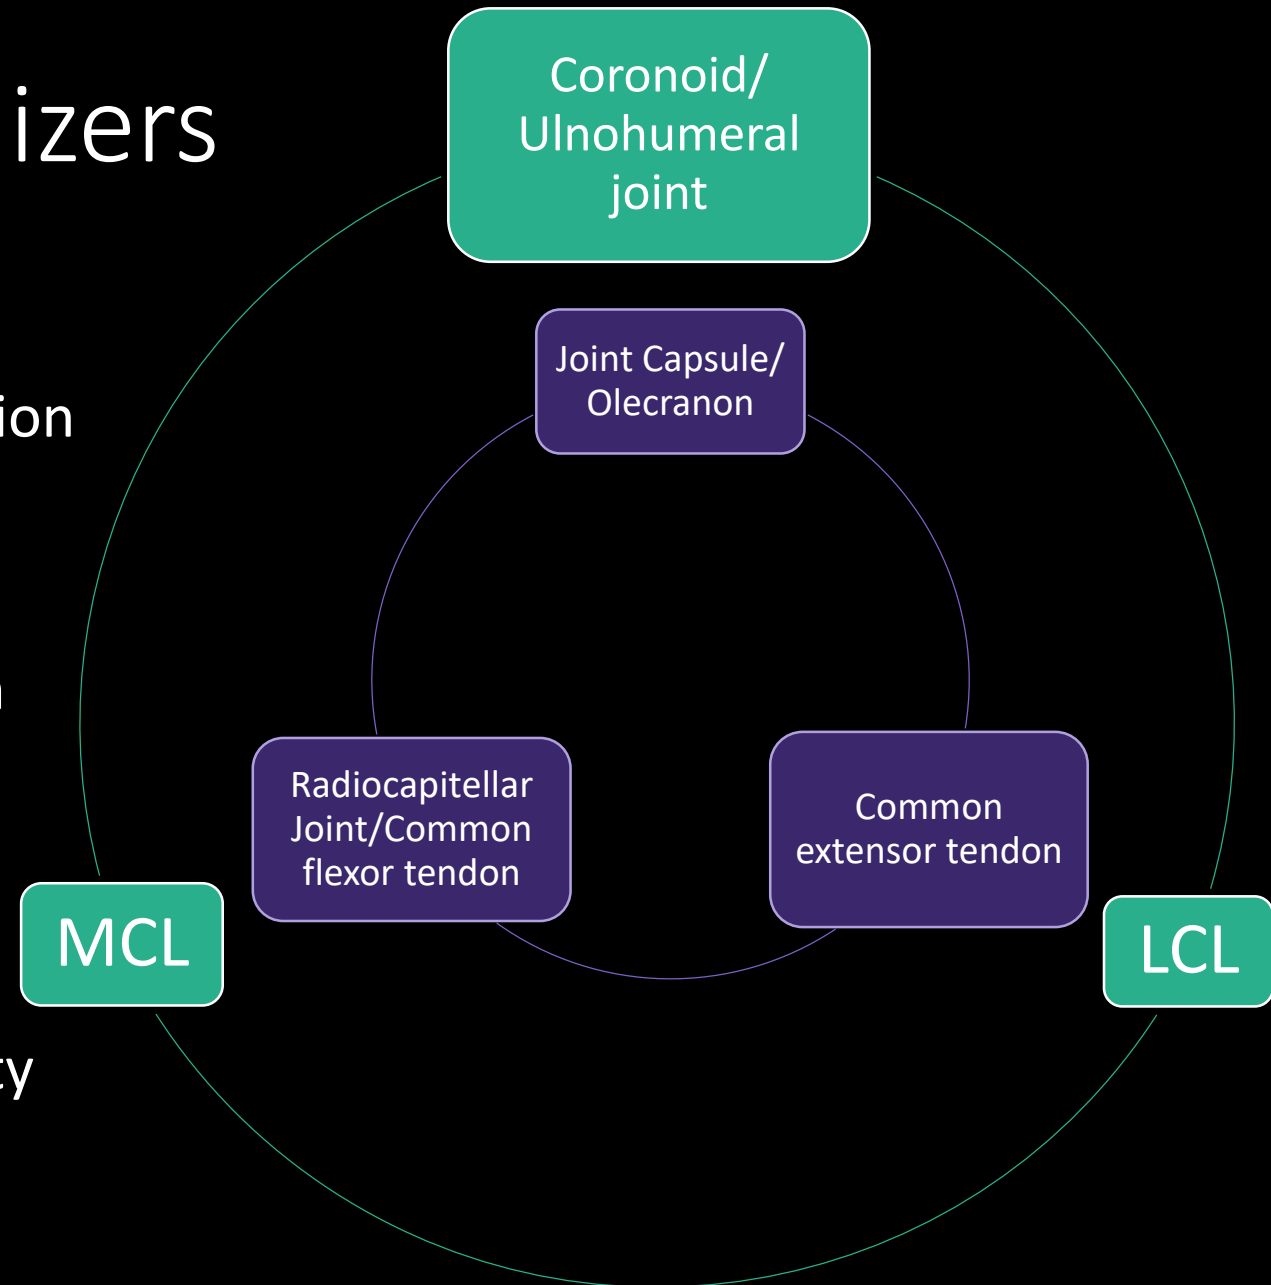 izers
ion
n
ty
Coronoid/
Ulnohumeral
joint
Joint Capsule/
Olecranon
Radiocapitellar
Joint/Common
flexor tendon
Common
extensor tendon
MCL
LCL